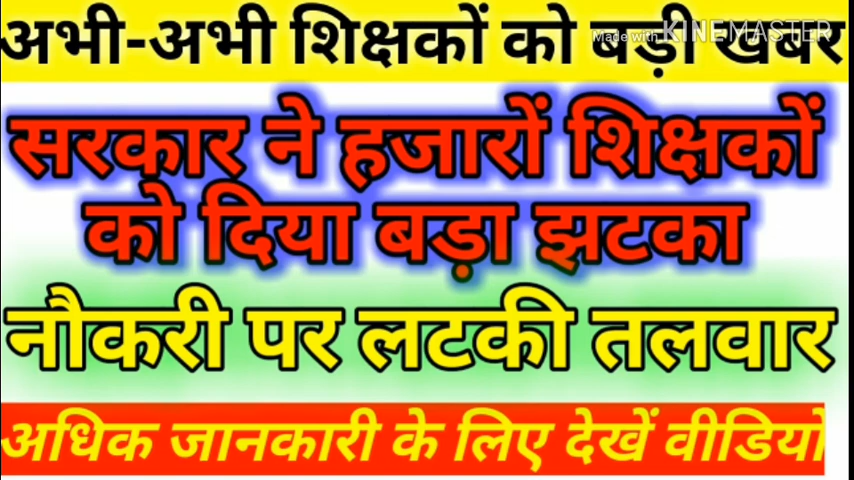 अभी-अभी शिक्षकों को बड़ी खबर
Made with KINEMASTER
सरकार ने हजारों शिक्षकों
को दिया बड़ा झटका
नौकरी पर लटकी तलवार
अधिक जानकारी के लिए देखें वीडियो